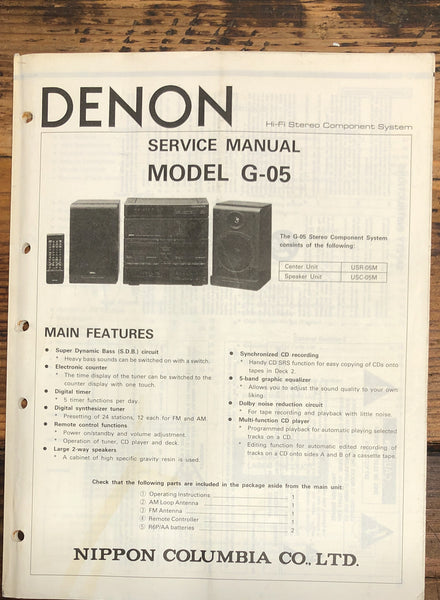 DENON
Hi-Fi Stereo Component System
SERVICE MANUAL
MODEL G-05
The G-05 Stereo Component System
consists of the following:
Center Unit USR-05M
Speaker Unit USC-05M
MAIN FEATURES
● Super Dynamic Bass (S.D.B.) circuit
* Heavy bass sounds can be switched on with a switch.
● Electronic counter
* The time display of the tuner can be switched to the
counter display with one touch.
● Digital timer
* 5 timer functions per day.
● Digital synthesizer tuner
* Presetting of 24 stations, 12 each for FM and AM.
● Remote control functions
* Power on/standby and volume adjustment.
* Operation of tuner, CD player and deck.
● Large 2-way speakers
* A cabinet of high specific gravity resin is used.
● Synchronized CD recording
* Handy CD SRS function for easy copying of CDs onto
tapes in Deck 2.
● 5-band graphic equalizer
* Allows you to adjust the sound quality to your own
liking.
● Dolby noise reduction circuit
* For tape recording and playback with little noise.
● Multi-function CD player
* Programmed playback for automatic playing selected
tracks on a CD.
* Editing function for automatic edited recording of
tracks on a CD onto sides A and B of a cassette tape.
Check that the following parts are included in the package aside from the main unit:
① Operating Instructions 1
② AM Loop Antenna 1
③ FM Antenna 1
④ Remote Controller 1
⑤ R6P/AA batteries 2
NIPPON COLUMBIA CO., LTD.